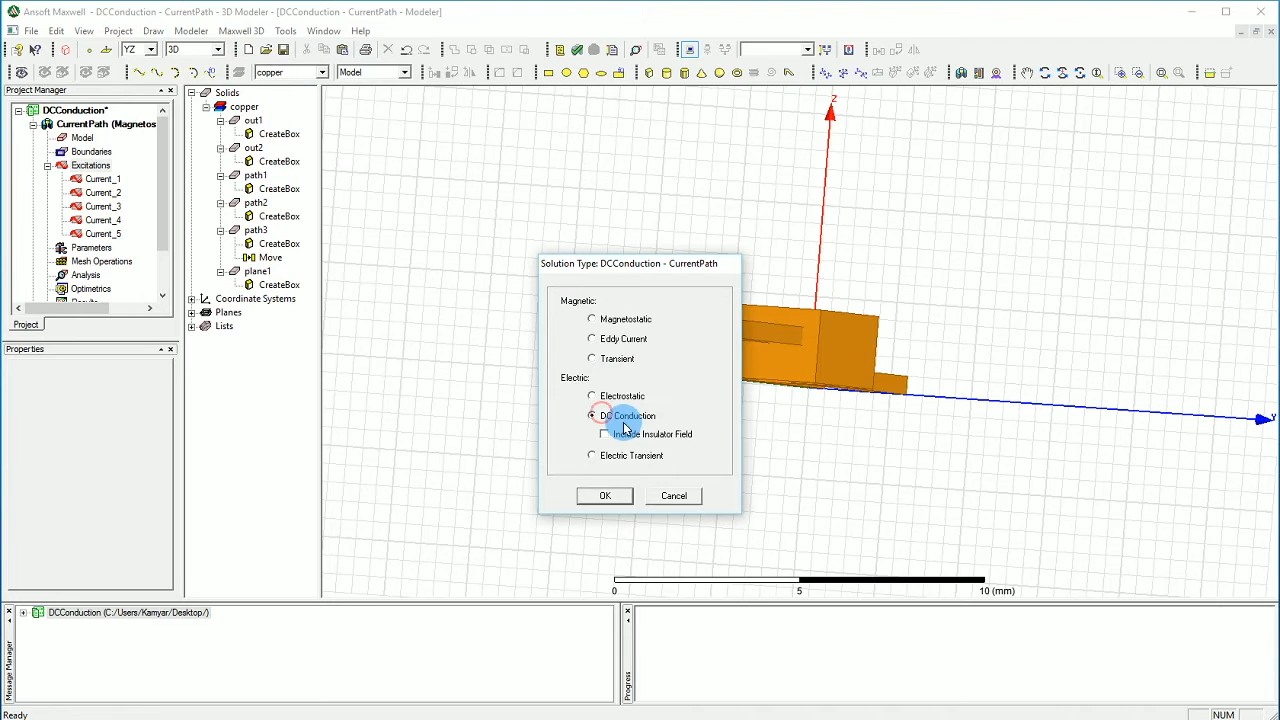 Ansoft Maxwell - DCConduction - CurrentPath - 3D Modeler - [DCConduction - CurrentPath - Modeler]
File Edit View Project Draw Modeler Maxwell 3D Tools Window Help
YZ 3D
copper Model
Project Manager
DCConduction*
CurrentPath (Magnetos
Model
Boundaries
Excitations
Current_1
Current_2
Current_3
Current_4
Current_5
Parameters
Mesh Operations
Analysis
Optimetrics
Results
Project
Properties
Solids
copper
out1
CreateBox
out2
CreateBox
path1
CreateBox
path2
CreateBox
path3
CreateBox
Move
plane1
CreateBox
Coordinate Systems
Planes
Lists
Z
Y
Solution Type: DCConduction - CurrentPath
Magnetic:
Magnetostatic
Eddy Current
Transient
Electric:
Electrostatic
DC Conduction
Include Insulator Field
Electric Transient
OK Cancel
0 5 10 (mm)
DCConduction (C:/Users/Kamyar/Desktop/)
Message Manager
Progress
Ready NUM